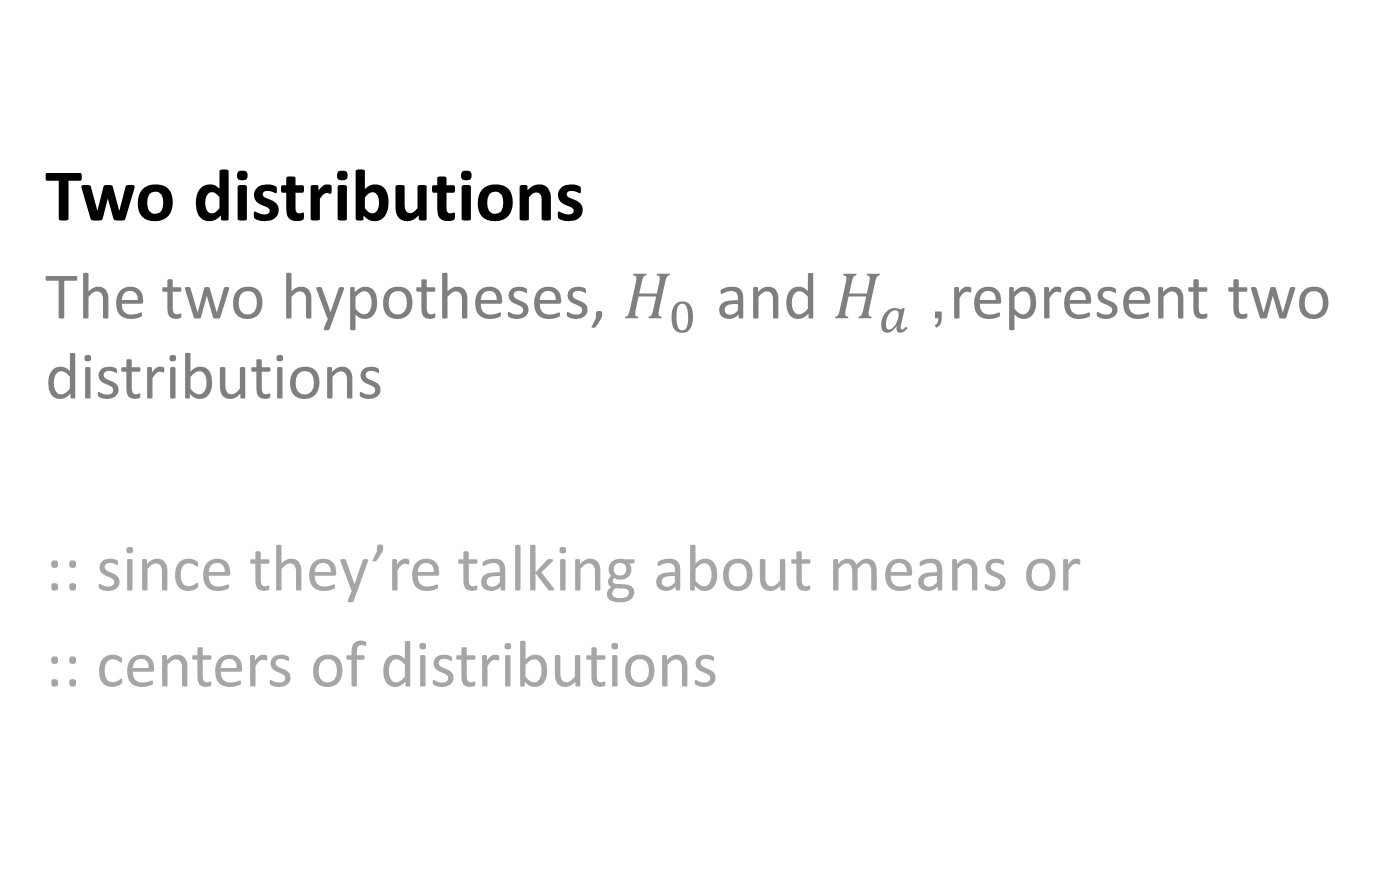 Two distributions
The two hypotheses, H₀ and Hₐ ,represent two
distributions
:: since they’re talking about means or
:: centers of distributions